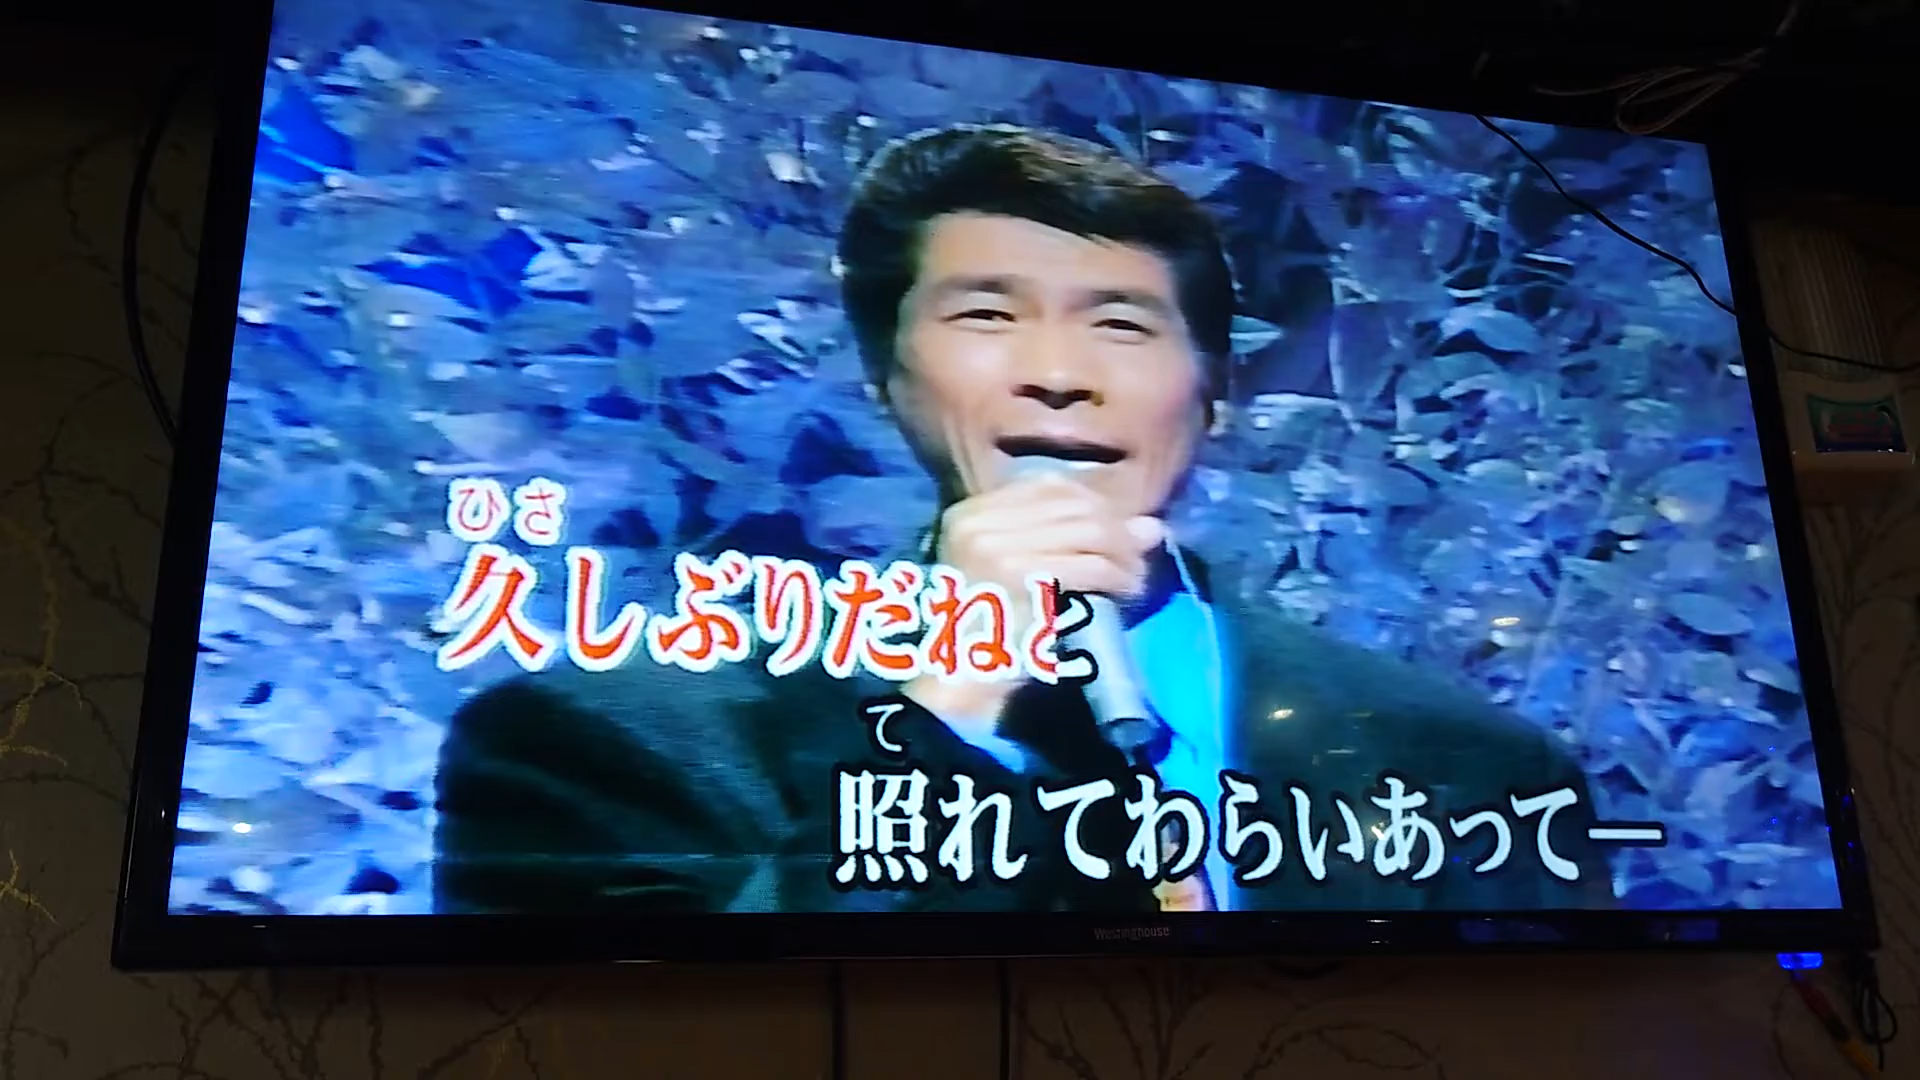 ひさ
久しぶりだねと
て
照れてわらいあってー
Westinghouse